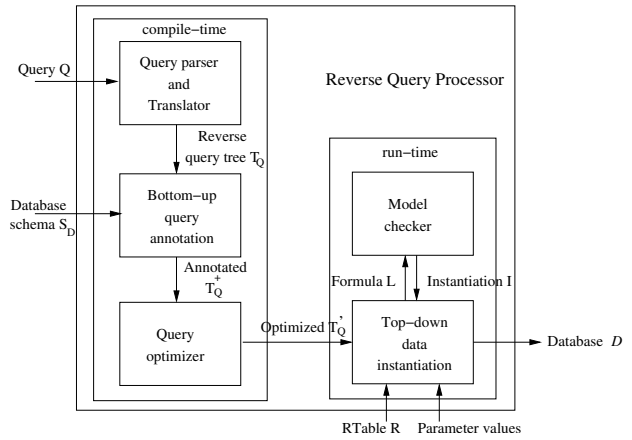 compile-time
Query Q
Query parser
and
Translator
Reverse Query Processor
Reverse
query tree T_Q
run-time
Database
schema S_D
Bottom-up
query
annotation
Model
checker
Annotated
T_Q^+
Formula L
Instantiation I
Query
optimizer
Optimized T_Q'
Top-down
data
instantiation
Database D
RTable R
Parameter values